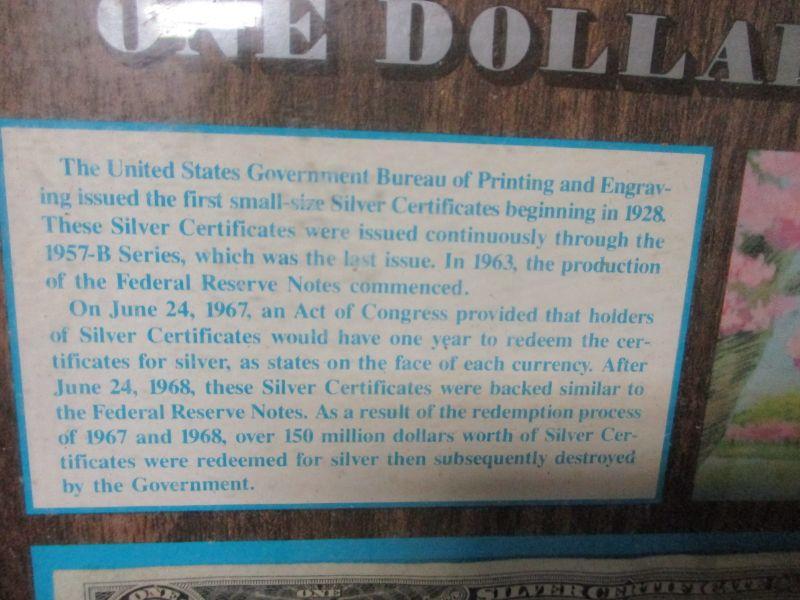 ONE DOLLA
The United States Government Bureau of Printing and Engrav-
ing issued the first small-size Silver Certificates beginning in 1928.
These Silver Certificates were issued continuously through the
1957-B Series, which was the last issue. In 1963, the production
of the Federal Reserve Notes commenced.
On June 24, 1967, an Act of Congress provided that holders
of Silver Certificates would have one year to redeem the cer-
tificates for silver, as states on the face of each currency. After
June 24, 1968, these Silver Certificates were backed similar to
the Federal Reserve Notes. As a result of the redemption process
of 1967 and 1968, over 150 million dollars worth of Silver Cer-
tificates were redeemed for silver then subsequently destroyed
by the Government.
ONE ONE SILVER CERTIFICATE